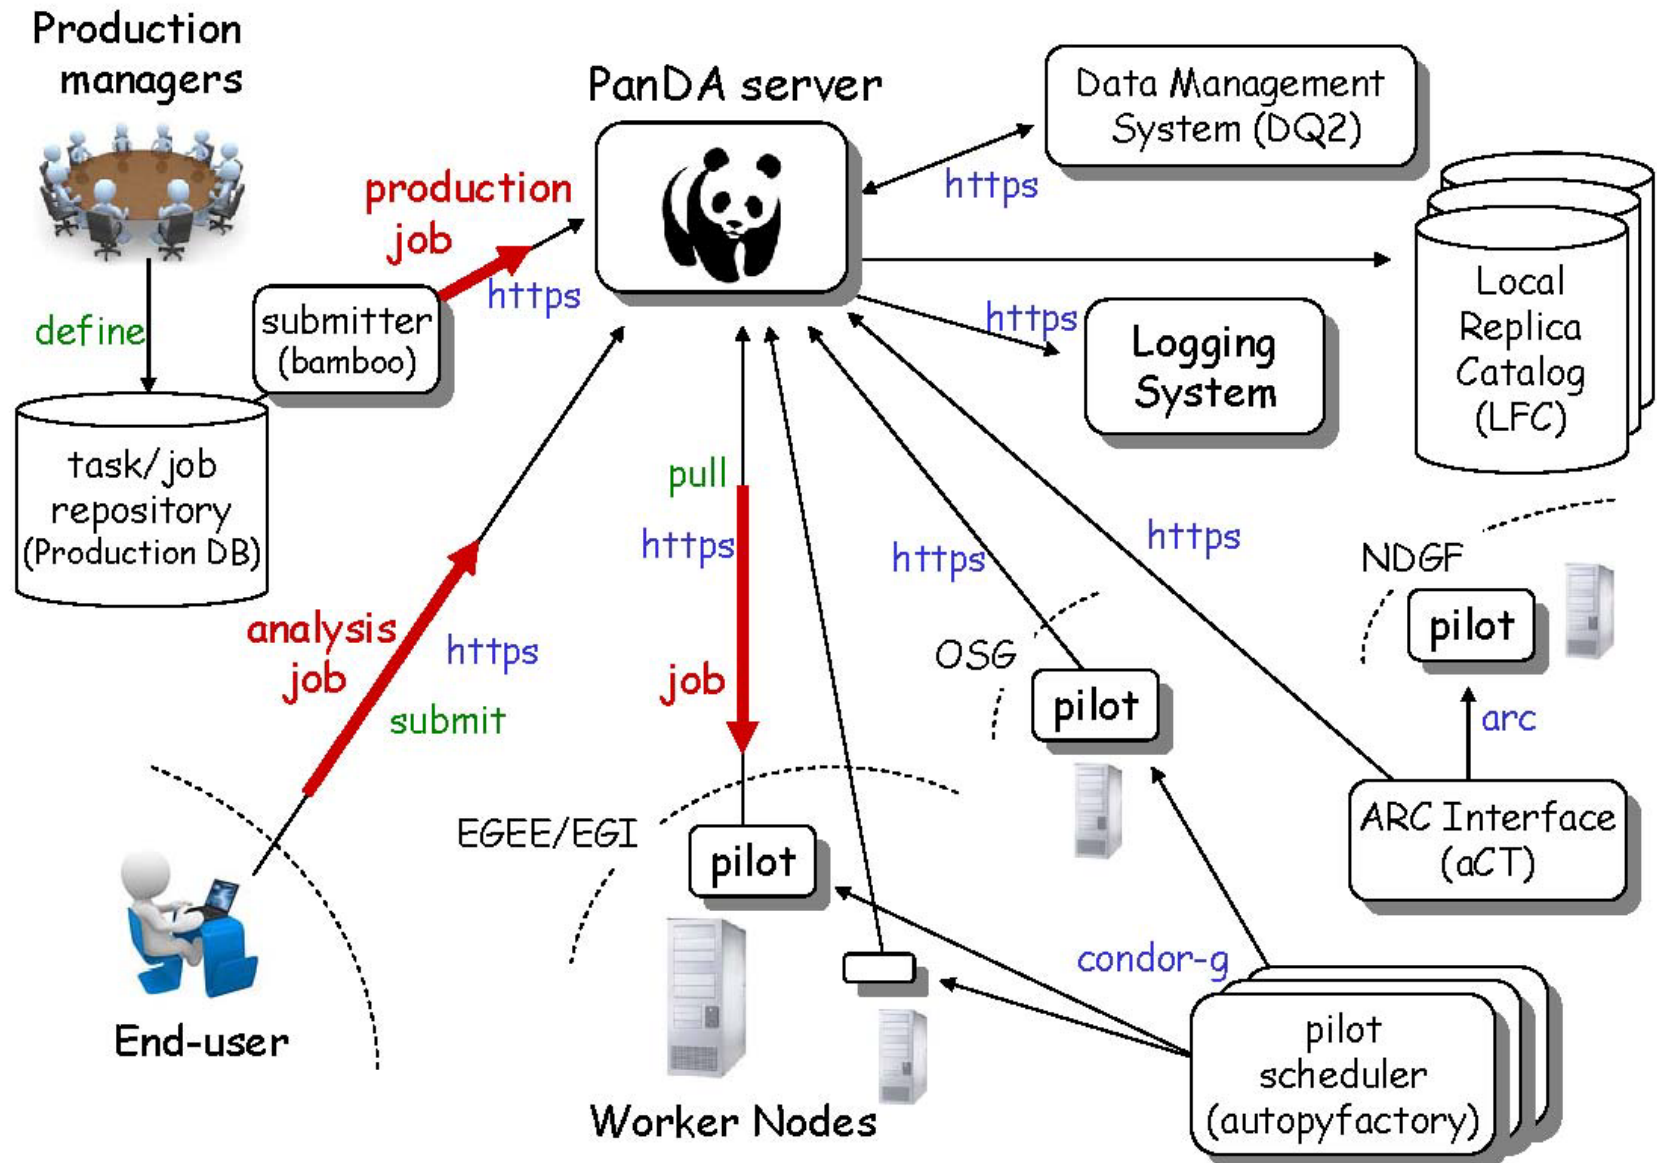 Production
managers
PanDA server
Data Management
System (DQ2)
https
production
job
https
define
submitter
(bamboo)
https
Logging
System
Local
Replica
Catalog
(LFC)
task/job
repository
(Production DB)
pull
https
https
https
NDGF
pilot
analysis
job
https
submit
job
OSG
pilot
arc
EGEE/EGI
pilot
ARC Interface
(aCT)
condor-g
End-user
pilot
scheduler
(autopyfactory)
Worker Nodes